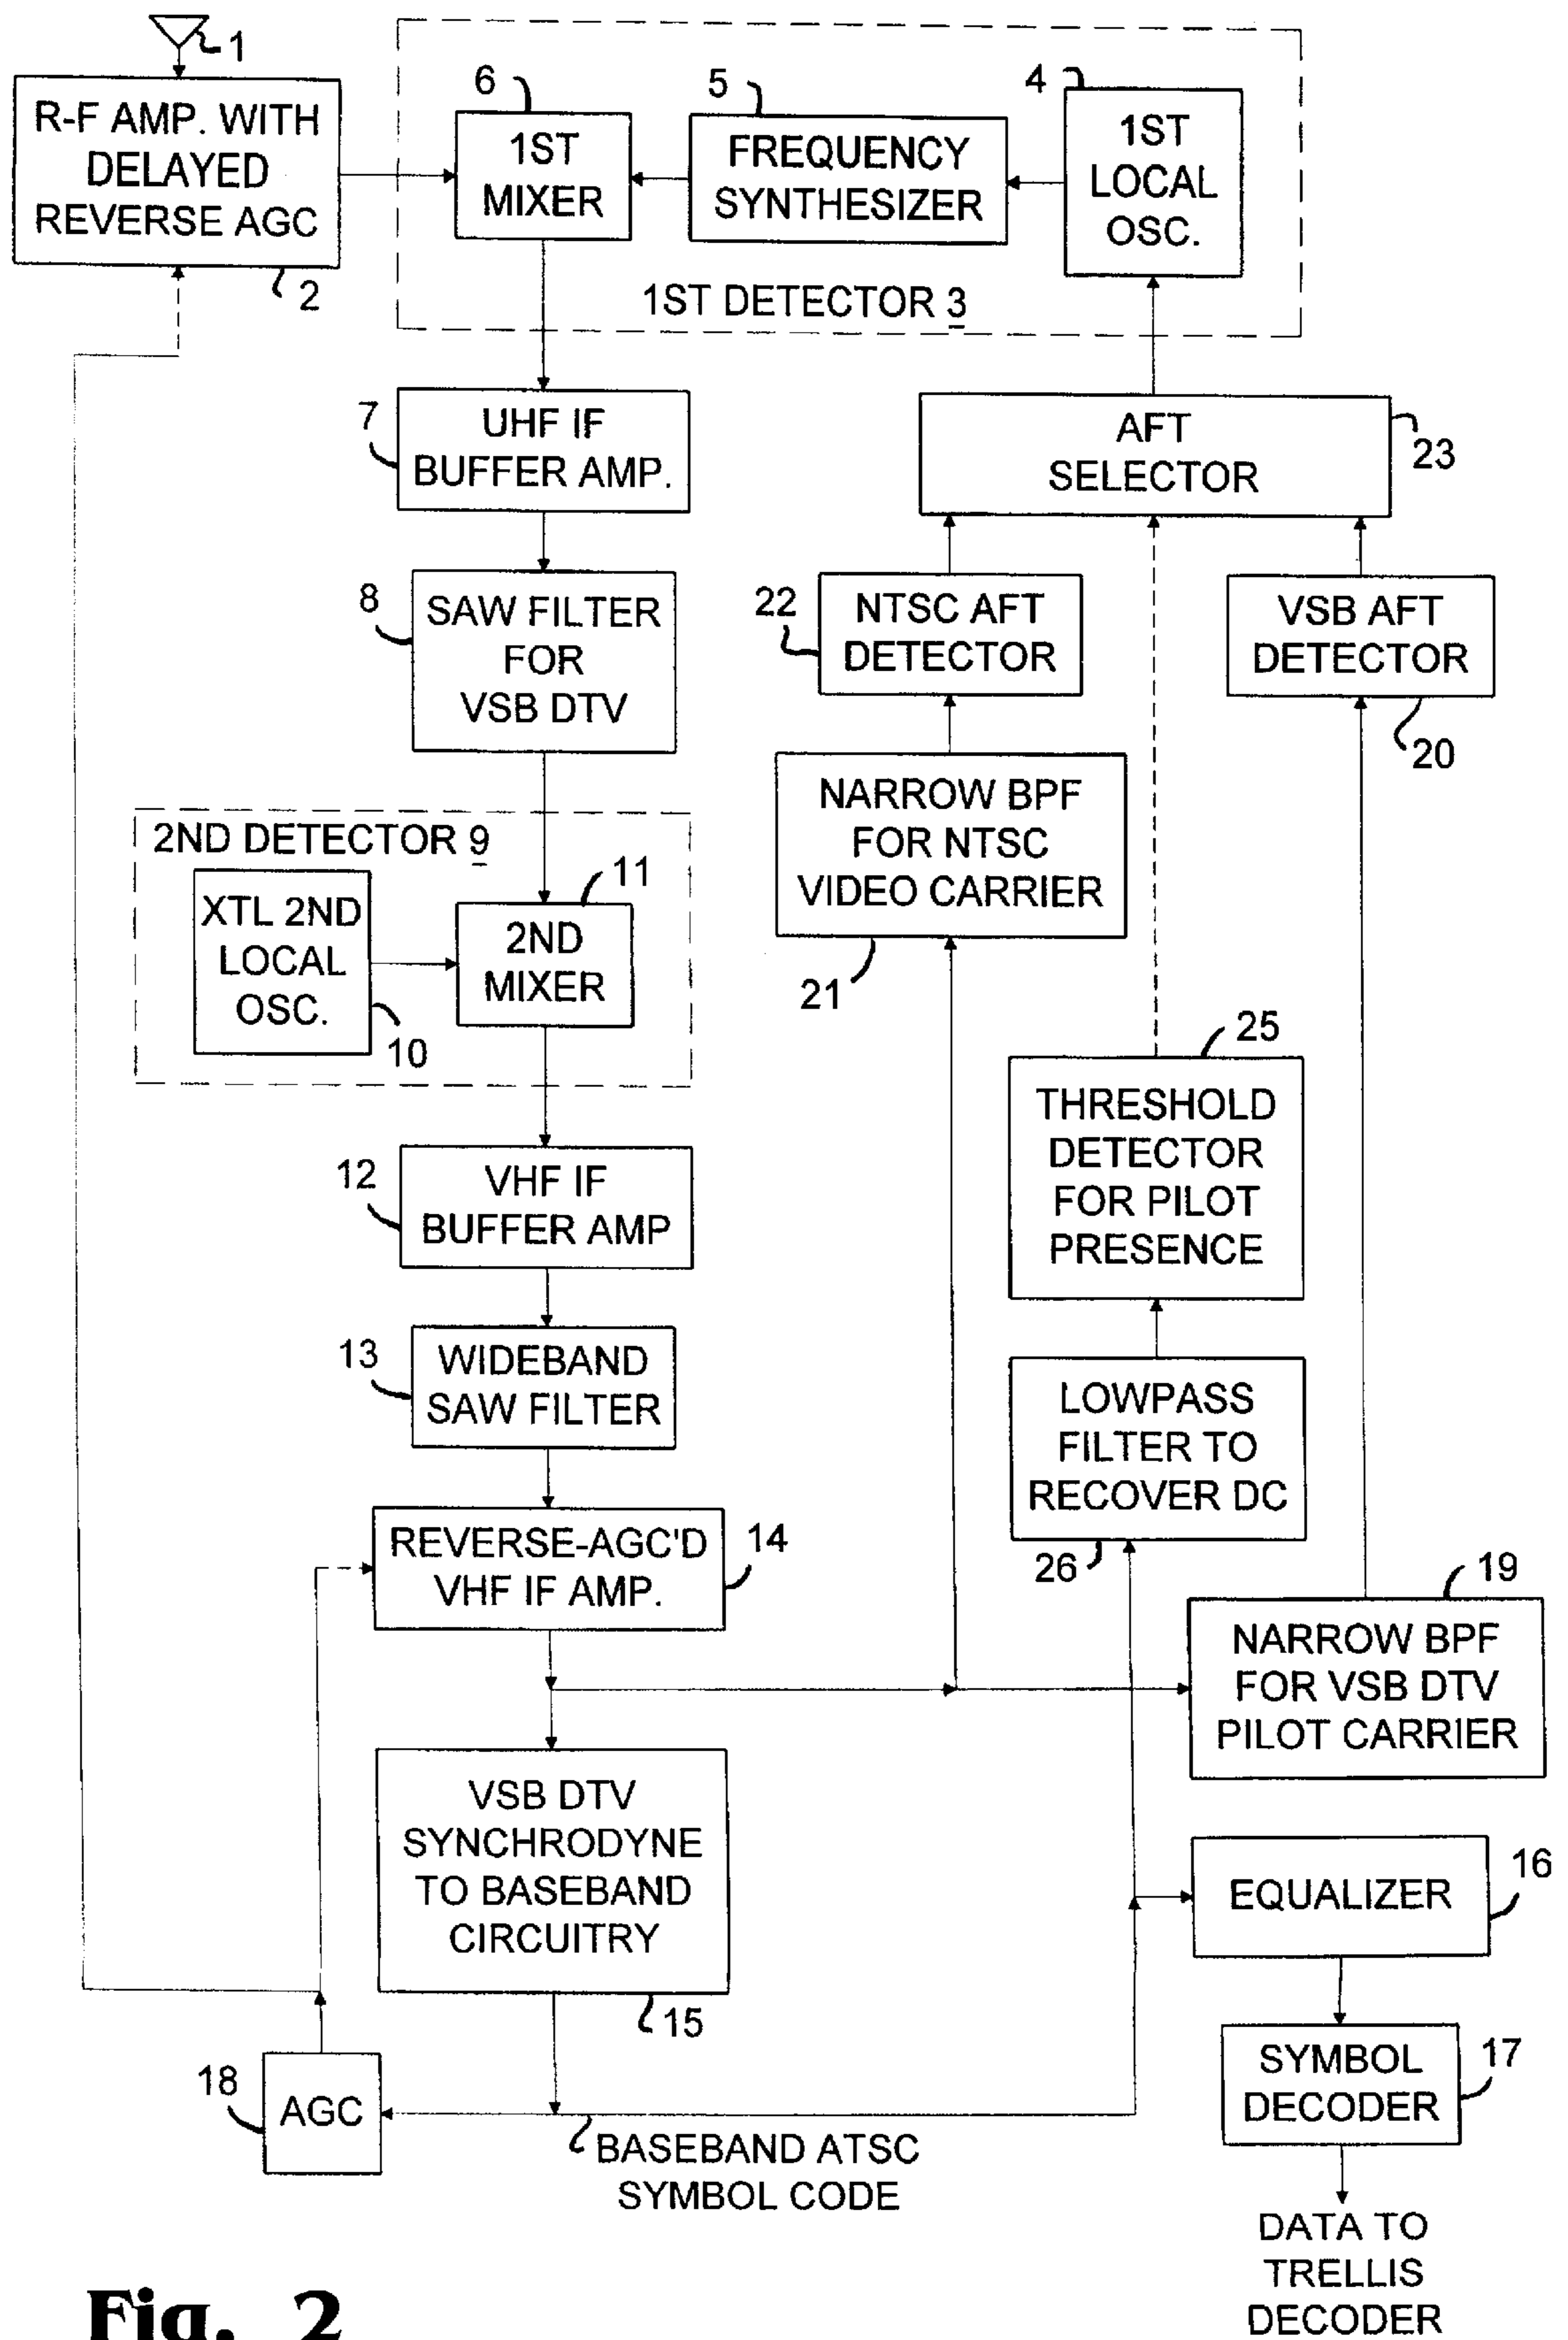 1
R-F AMP. WITH
DELAYED
REVERSE AGC
2
6
1ST
MIXER
5
FREQUENCY
SYNTHESIZER
4
1ST
LOCAL
OSC.
1ST DETECTOR 3
7
UHF IF
BUFFER AMP.
AFT
SELECTOR
23
8
SAW FILTER
FOR
VSB DTV
22
NTSC AFT
DETECTOR
VSB AFT
DETECTOR
20
NARROW BPF
FOR NTSC
VIDEO CARRIER
21
2ND DETECTOR 9
XTL 2ND
LOCAL
OSC.
10
11
2ND
MIXER
25
THRESHOLD
DETECTOR
FOR PILOT
PRESENCE
12
VHF IF
BUFFER AMP
13
WIDEBAND
SAW FILTER
LOWPASS
FILTER TO
RECOVER DC
26
REVERSE-AGC'D
VHF IF AMP.
14
19
NARROW BPF
FOR VSB DTV
PILOT CARRIER
VSB DTV
SYNCHRODYNE
TO BASEBAND
CIRCUITRY
15
EQUALIZER
16
18
AGC
SYMBOL
DECODER
17
BASEBAND ATSC
SYMBOL CODE
DATA TO
TRELLIS
DECODER
Fig. 2